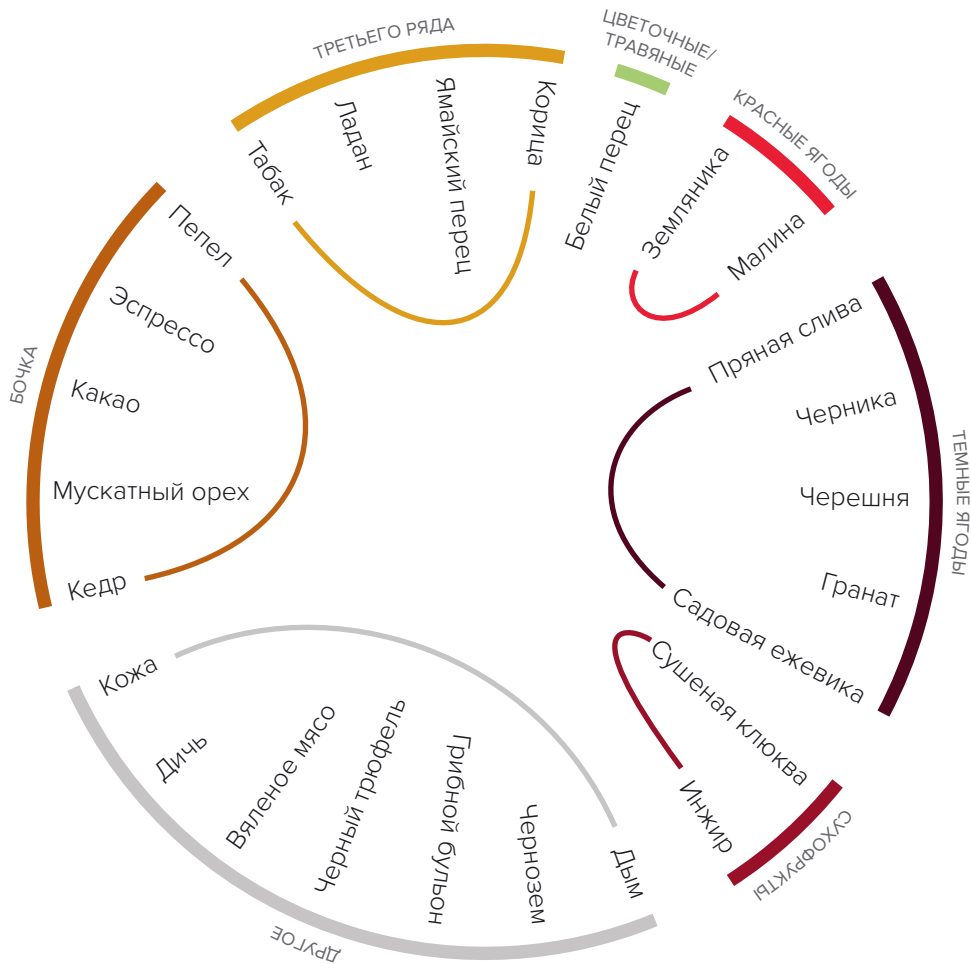 ТРЕТЬЕГО РЯДА
Табак
Ладан
Ямайский перец
Корица
ЦВЕТОЧНЫЕ/
ТРАВЯНЫЕ
Белый перец
КРАСНЫЕ ЯГОДЫ
Земляника
Малина
ТЕМНЫЕ ЯГОДЫ
Пряная слива
Черника
Черешня
Гранат
Садовая ежевика
СУХОФРУКТЫ
Сушеная клюква
Инжир
ДРУГОЕ
Дым
Чернозем
Грибной бульон
Черный трюфель
Вяленое мясо
Дичь
Кожа
БОЧКА
Кедр
Мускатный орех
Какао
Эспрессо
Пепел